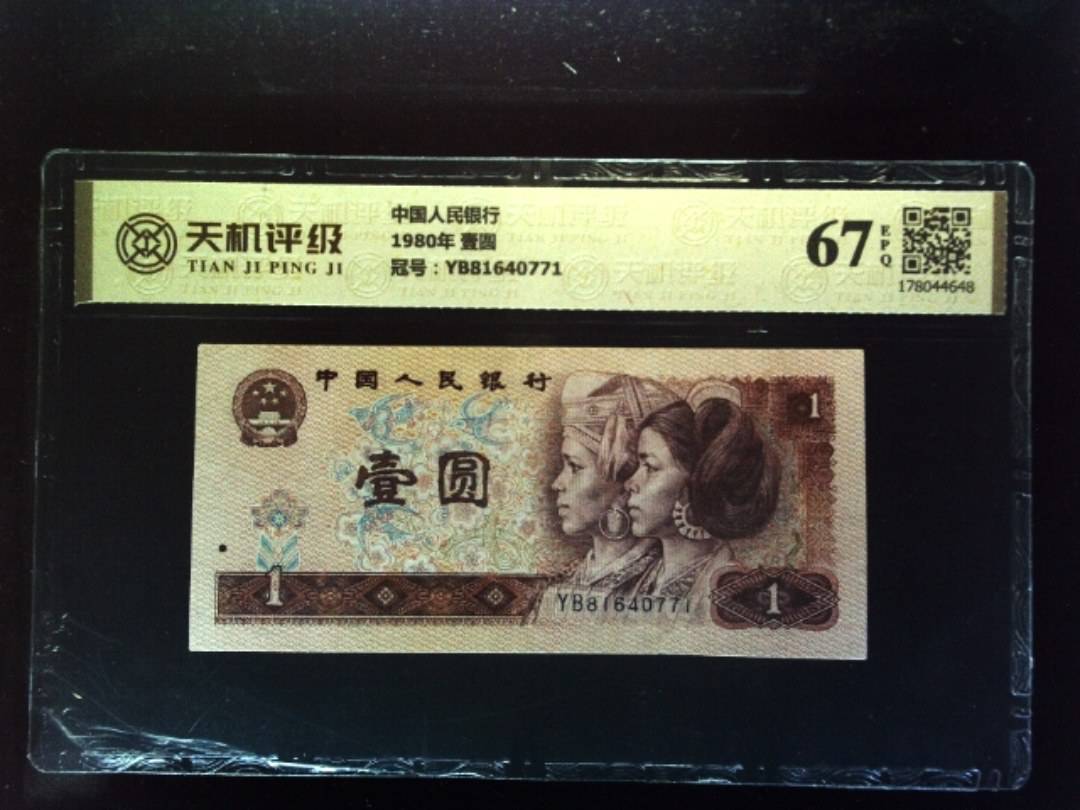 天机评级
TIAN JI PING JI
中国人民银行
1980年 壹圆
冠号：YB81640771
67
EPQ
178044648
中国人民银行
1
壹圆
1
YB81640771
1